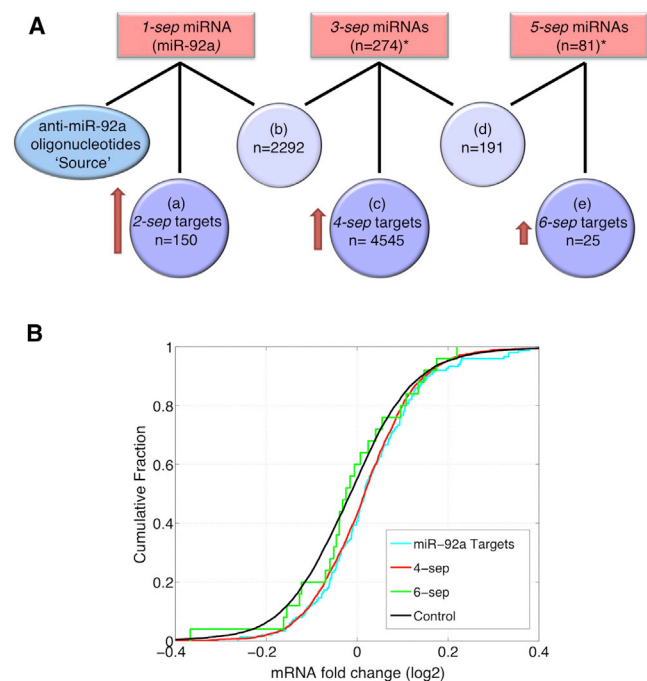 A
1-sep miRNA
(miR-92a)
3-sep miRNAs
(n=274)*
5-sep miRNAs
(n=81)*
anti-miR-92a
oligonucleotides
‘Source’
(b)
n=2292
(d)
n=191
(a)
2-sep targets
n=150
(c)
4-sep targets
n= 4545
(e)
6-sep targets
n=25
B
Cumulative Fraction
1
0.8
0.6
0.4
0.2
0
miR-92a Targets
4-sep
6-sep
Control
-0.4
-0.2
0
0.2
0.4
mRNA fold change (log2)